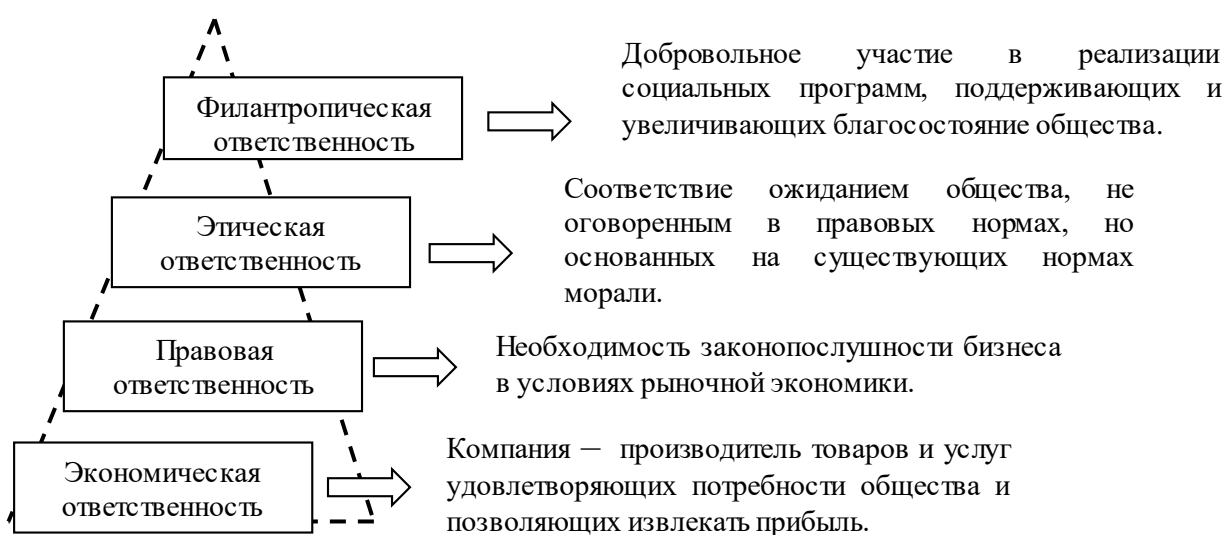 Филантропическая
ответственность
Добровольное участие в реализации
социальных программ, поддерживающих и
увеличивающих благосостояние общества.
Этическая
ответственность
Соответствие ожиданием общества, не
оговоренным в правовых нормах, но
основанных на существующих нормах
морали.
Правовая
ответственность
Необходимость законопослушности бизнеса
в условиях рыночной экономики.
Экономическая
ответственность
Компания — производитель товаров и услуг
удовлетворяющих потребности общества и
позволяющих извлекать прибыль.